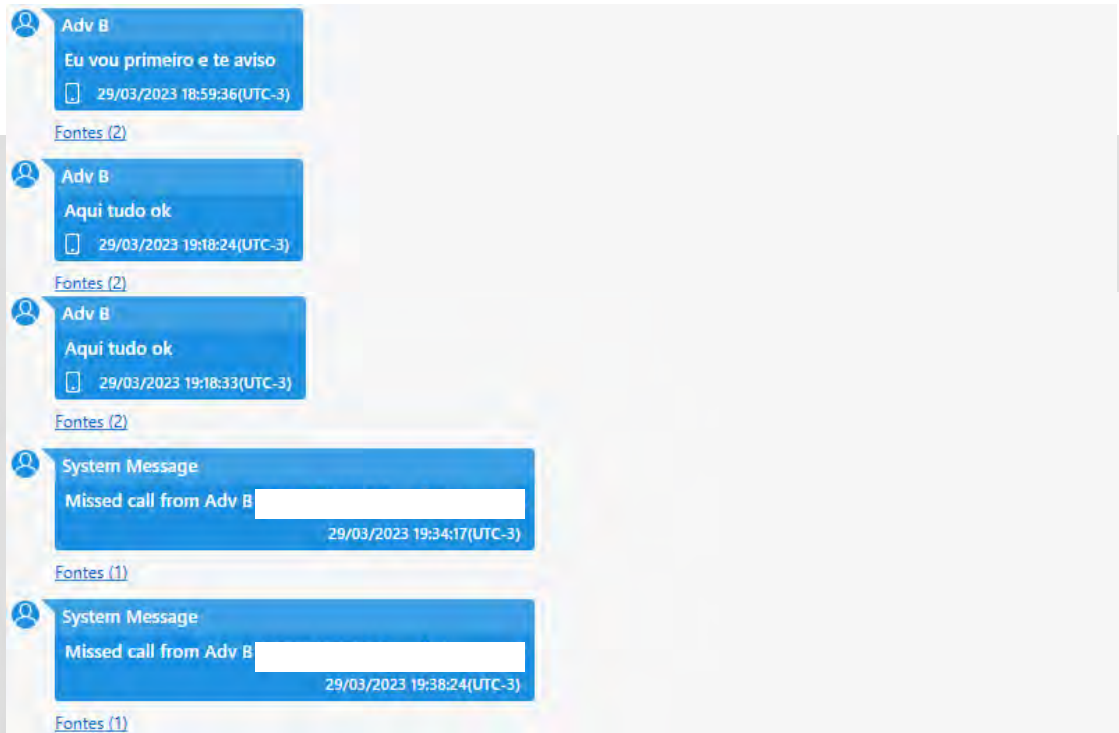 Adv B
Eu vou primeiro e te aviso
29/03/2023 18:59:36(UTC-3)
Fontes (2)
Adv B
Aqui tudo ok
29/03/2023 19:18:24(UTC-3)
Fontes (2)
Adv B
Aqui tudo ok
29/03/2023 19:18:33(UTC-3)
Fontes (2)
System Message
Missed call from Adv B
29/03/2023 19:34:17(UTC-3)
Fontes (1)
System Message
Missed call from Adv B
29/03/2023 19:38:24(UTC-3)
Fontes (1)